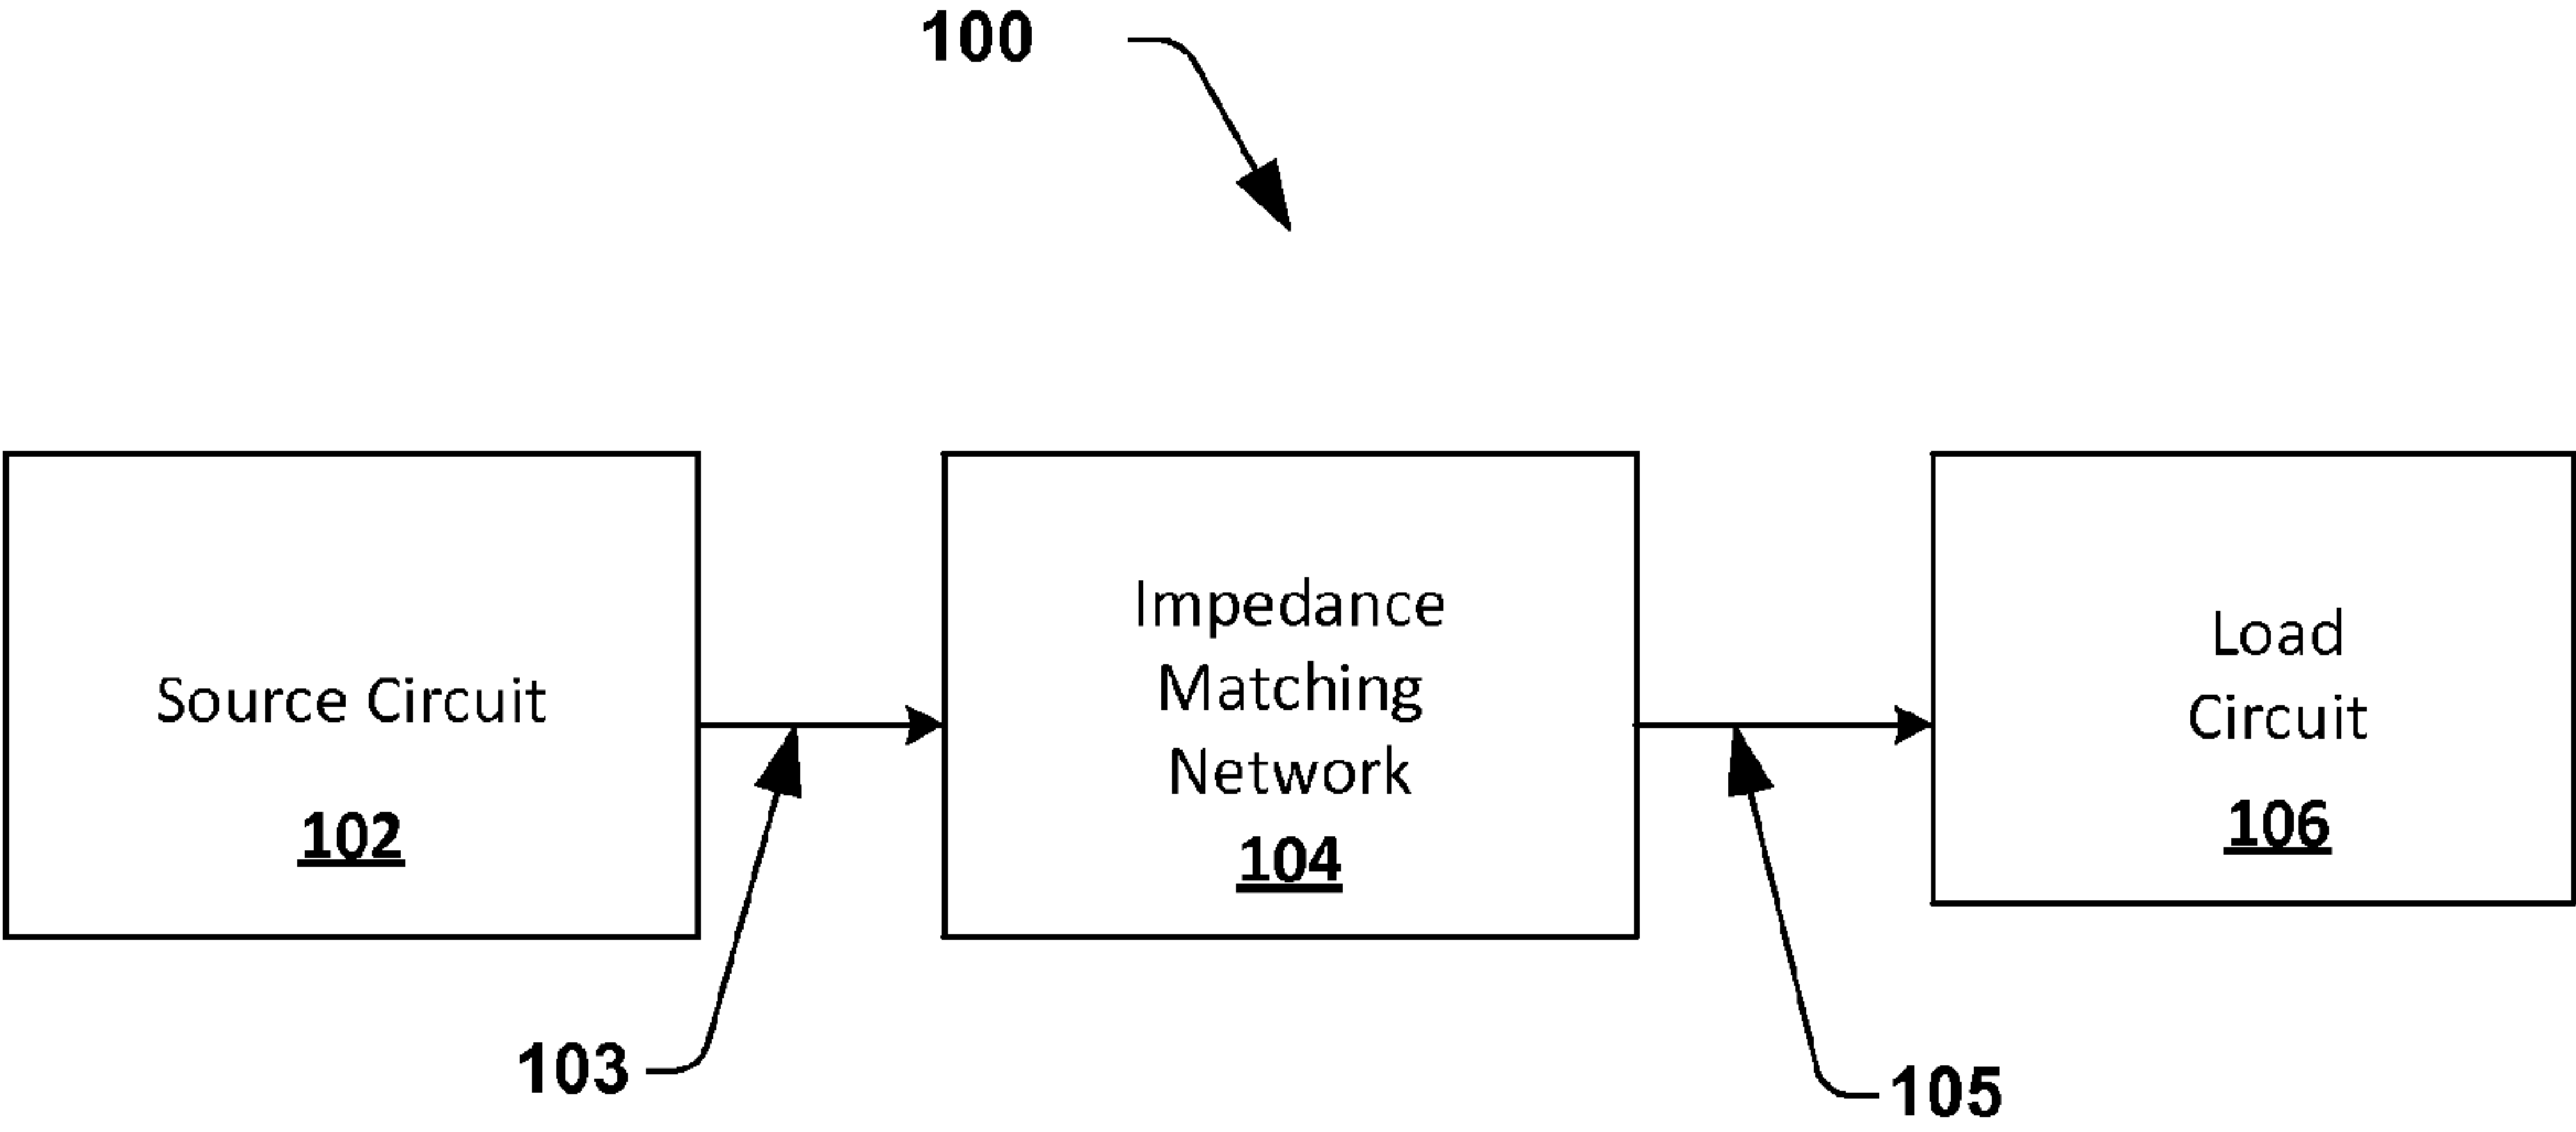 100
Source Circuit
102
Impedance
Matching
Network
104
Load
Circuit
106
103
105